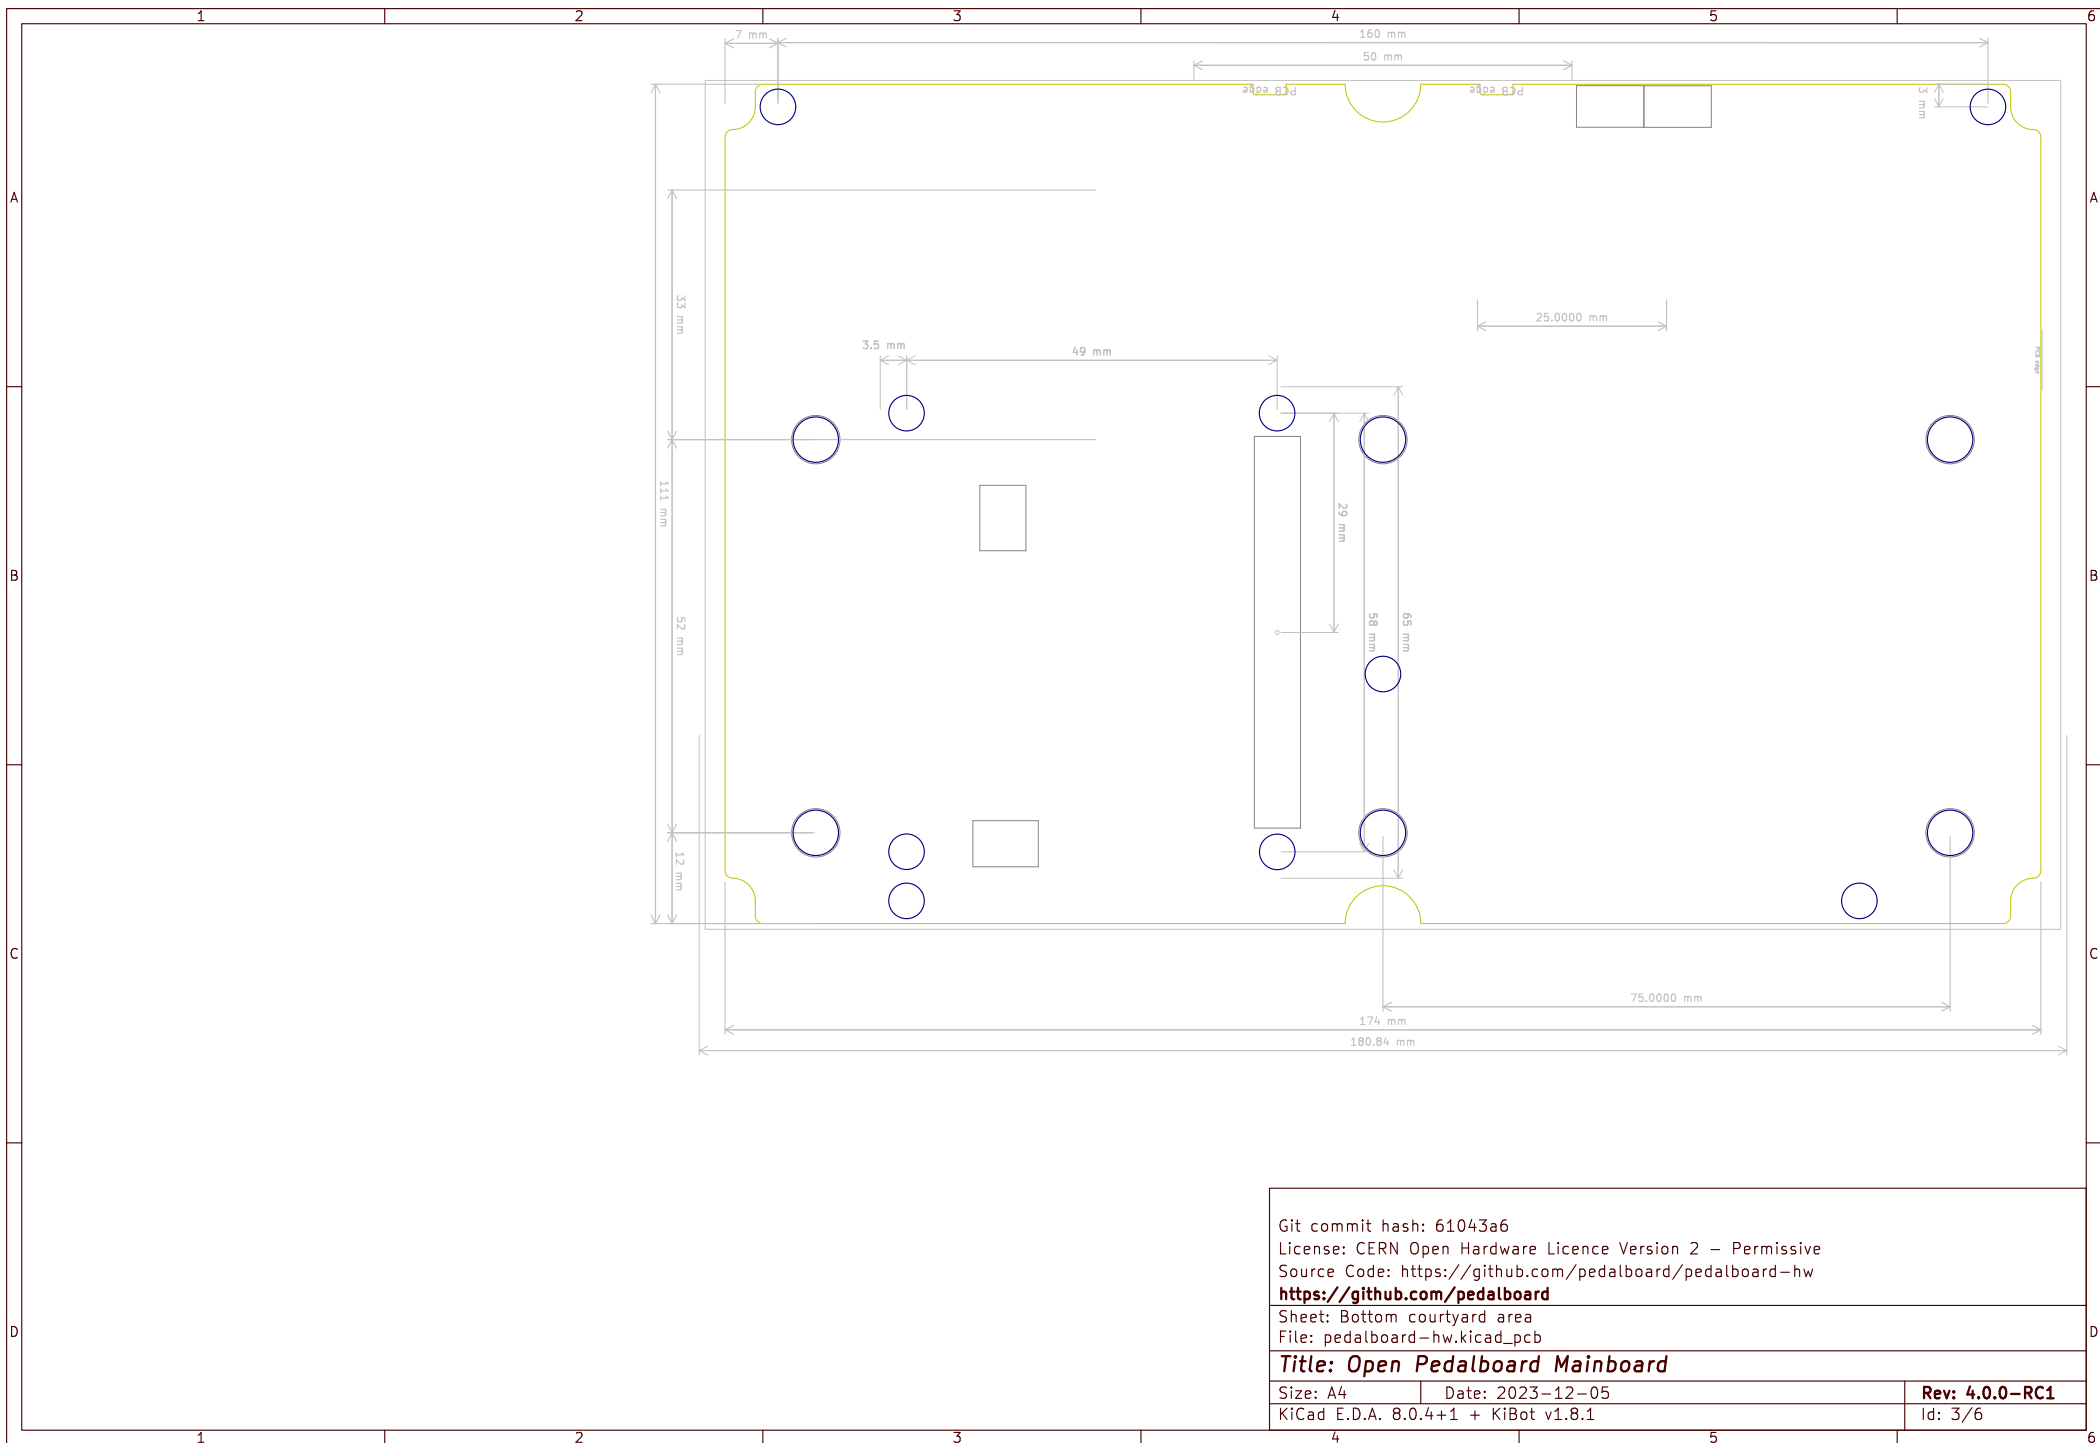 1 2 3 4 5 6
7 mm
160 mm
50 mm
PCB edge
PCB edge
3 mm
A
A
33 mm
25.0000 mm
3.5 mm
49 mm
PCB edge
111 mm
29 mm
B
B
52 mm
58 mm
65 mm
12 mm
C
C
75.0000 mm
174 mm
180.84 mm
Git commit hash: 61043a6
License: CERN Open Hardware Licence Version 2 - Permissive
Source Code: https://github.com/pedalboard/pedalboard-hw
https://github.com/pedalboard
Sheet: Bottom courtyard area
File: pedalboard-hw.kicad_pcb
D
D
Title: Open Pedalboard Mainboard
Size: A4
Date: 2023-12-05
Rev: 4.0.0-RC1
KiCad E.D.A. 8.0.4+1 + KiBot v1.8.1
Id: 3/6
1 2 3 4 5 6